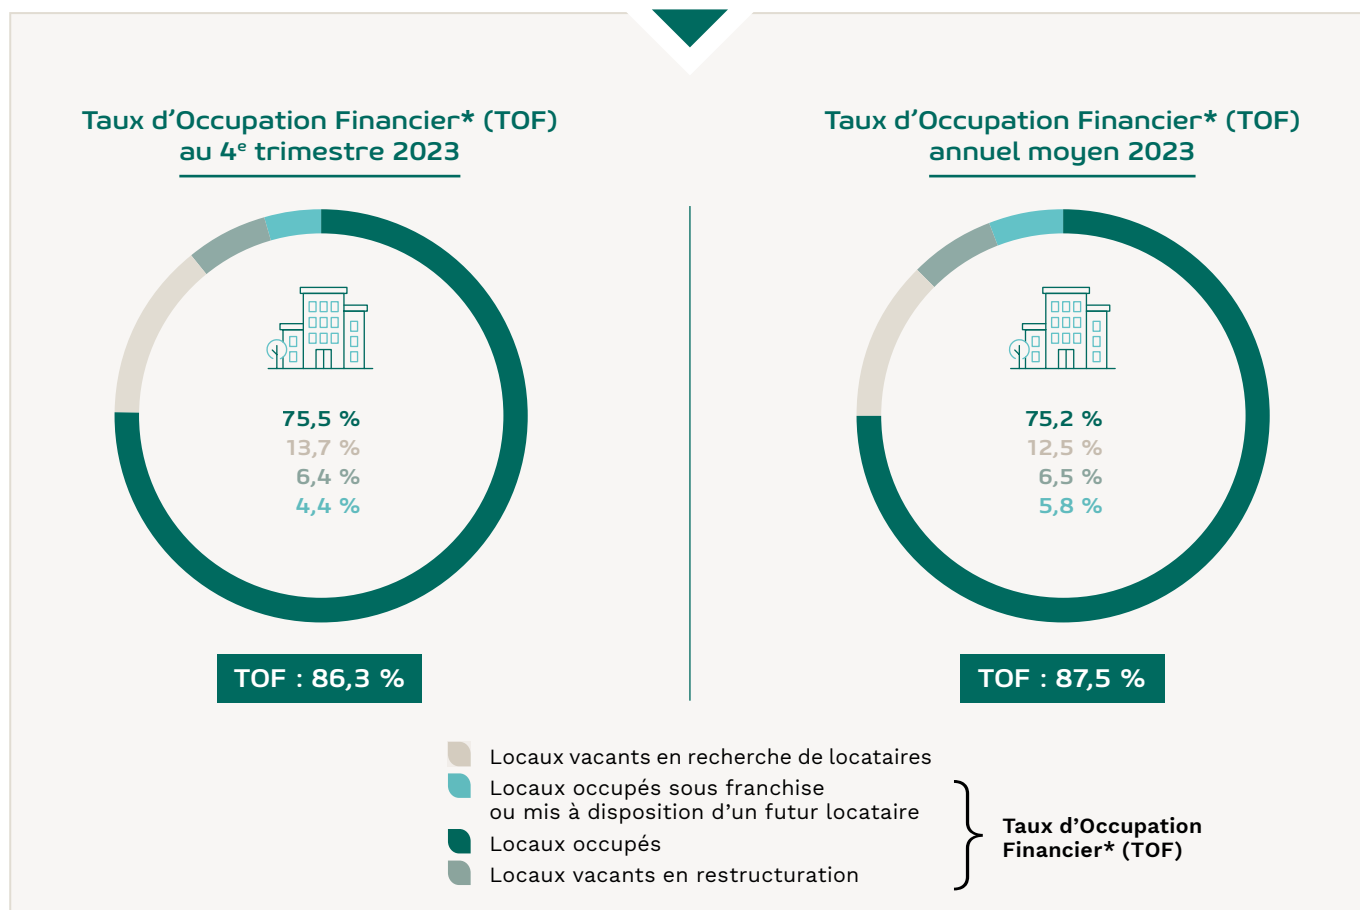 Taux d'Occupation Financier* (TOF)
au 4e trimestre 2023
75,5 %
13,7 %
6,4 %
4,4 %
TOF : 86,3 %
Taux d'Occupation Financier* (TOF)
annuel moyen 2023
75,2 %
12,5 %
6,5 %
5,8 %
TOF : 87,5 %
Locaux vacants en recherche de locataires
Locaux occupés sous franchise
ou mis à disposition d'un futur locataire
Locaux occupés
Locaux vacants en restructuration
Taux d'Occupation
Financier* (TOF)